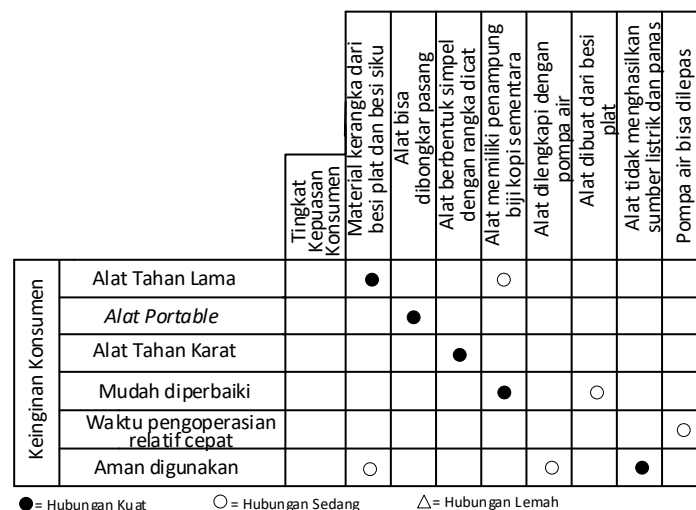 Tingkat
Kepuasan
Konsumen
Material kerangka dari
besi plat dan besi siku
Alat bisa
dibongkar pasang
Alat berbentuk simpel
dengan rangka dicat
Alat memiliki penampung
biji kopi sementara
Alat dilengkapi dengan
pompa air
Alat dibuat dari besi
plat
Alat tidak menghasilkan
sumber listrik dan panas
Pompa air bisa dilepas
Keinginan Konsumen
Alat Tahan Lama
Alat Portable
Alat Tahan Karat
Mudah diperbaiki
Waktu pengoperasian
relatif cepat
Aman digunakan
= Hubungan Kuat = Hubungan Sedang = Hubungan Lemah